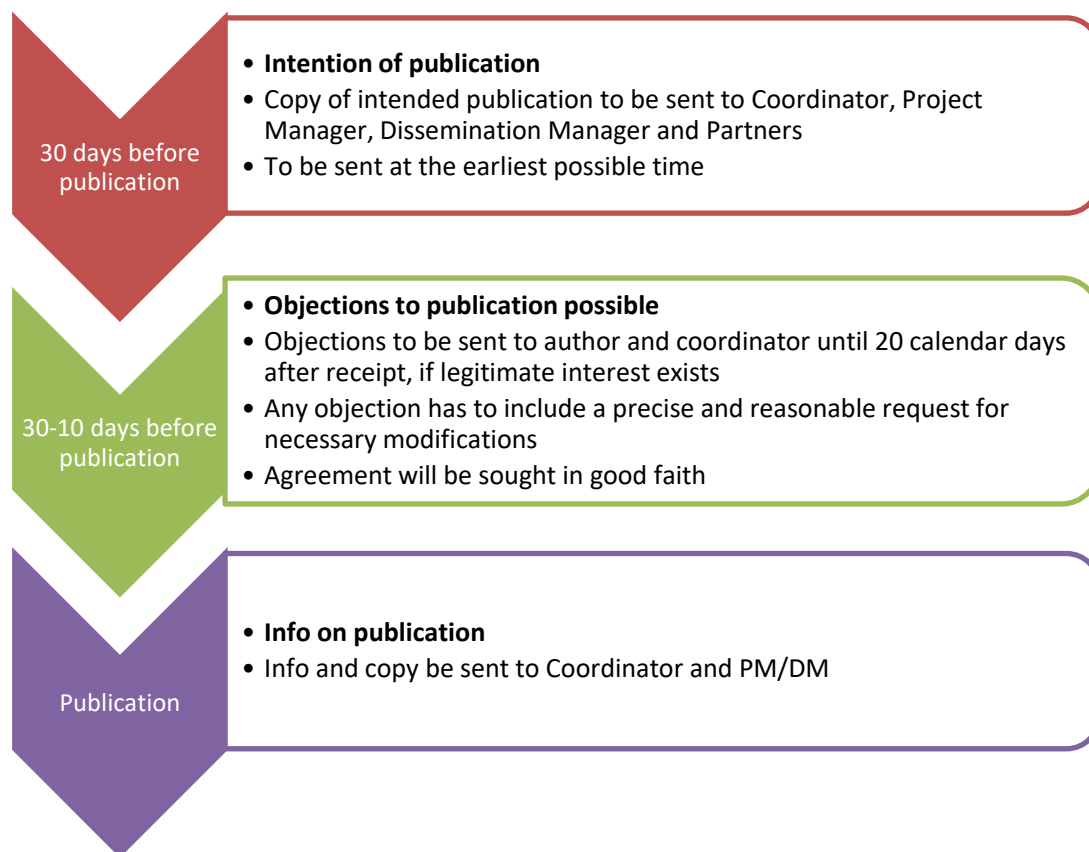 30 days before
publication
• Intention of publication
• Copy of intended publication to be sent to Coordinator, Project
Manager, Dissemination Manager and Partners
• To be sent at the earliest possible time
30-10 days before
publication
• Objections to publication possible
• Objections to be sent to author and coordinator until 20 calendar days
after receipt, if legitimate interest exists
• Any objection has to include a precise and reasonable request for
necessary modifications
• Agreement will be sought in good faith
Publication
• Info on publication
• Info and copy be sent to Coordinator and PM/DM